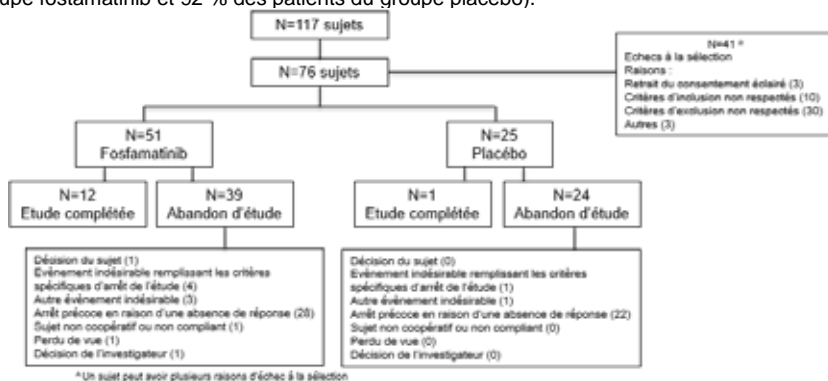 upe fostamatinib et 92 % des patients du groupe placebo).
N=117 sujets
N=41 ᵃ
Echecs à la sélection
Raisons :
Retrait du consentement éclairé (3)
Critères d'inclusion non respectés (10)
Critères d'exclusion non respectés (30)
Autres (3)
N=76 sujets
N=51
Fosfamatinib
N=25
Placébo
N=12
Etude complétée
N=39
Abandon d'étude
N=1
Etude complétée
N=24
Abandon d'étude
Décision du sujet (1)
Evènement indésirable remplissant les critères
spécifiques d'arrêt de l'étude (4)
Autre évènement indésirable (3)
Arrêt précoce en raison d'une absence de réponse (28)
Sujet non coopératif ou non compliant (1)
Perdu de vue (1)
Décision de l'investigateur (1)
Décision du sujet (0)
Evènement indésirable remplissant les critères
spécifiques d'arrêt de l'étude (1)
Autre évènement indésirable (1)
Arrêt précoce en raison d'une absence de réponse (22)
Sujet non coopératif ou non compliant (0)
Perdu de vue (0)
Décision de l'investigateur (0)
ᵃ Un sujet peut avoir plusieurs raisons d'échec à la sélection